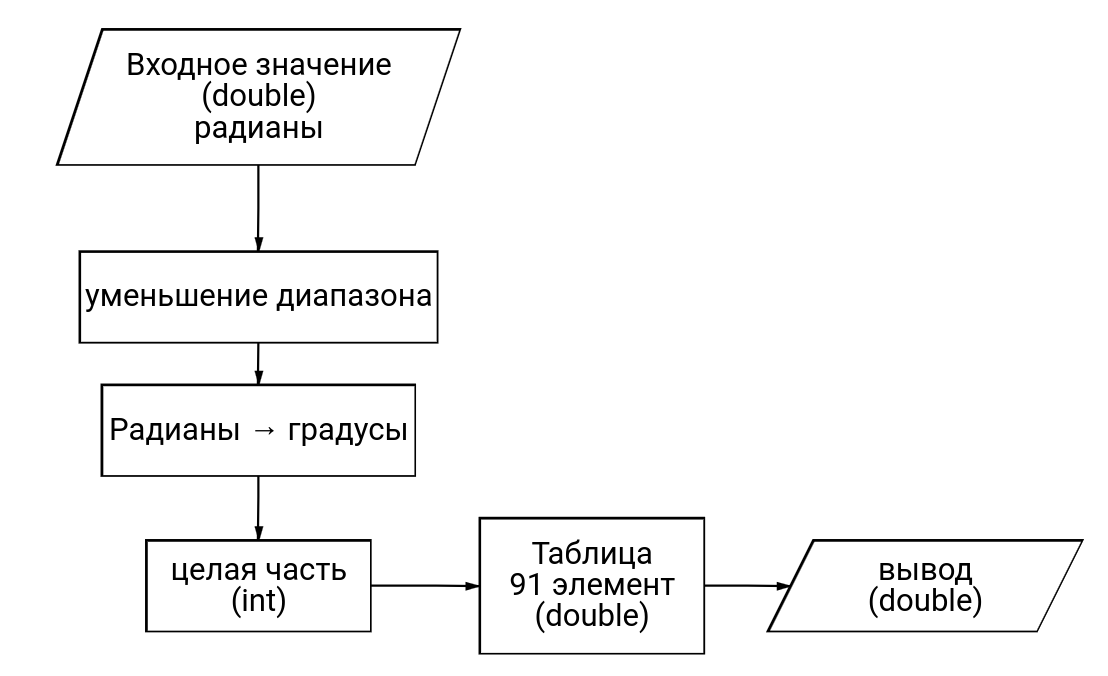 Входное значение
(double)
радианы
уменьшение диапазона
Радианы → градусы
целая часть
(int)
Таблица
91 элемент
(double)
вывод
(double)